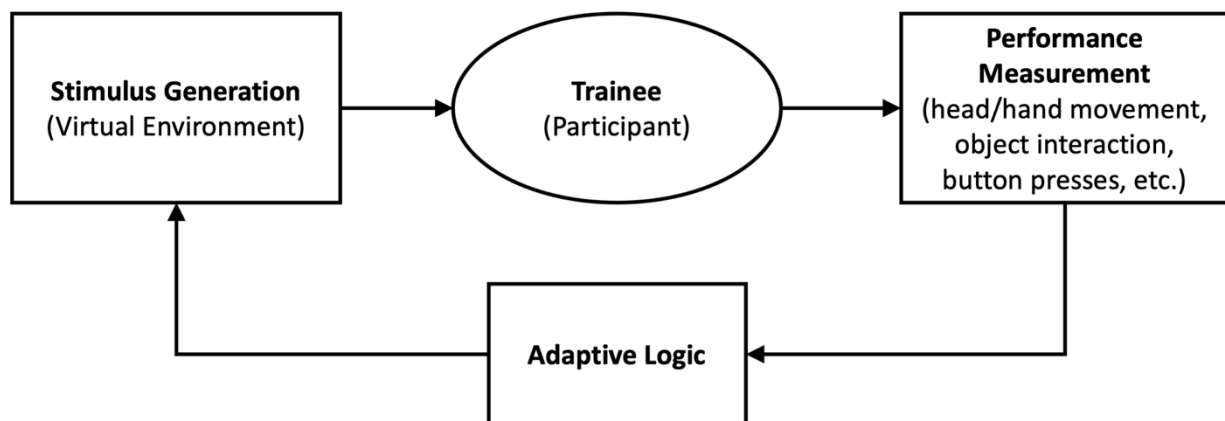 Stimulus Generation
(Virtual Environment)
Trainee
(Participant)
Performance
Measurement
(head/hand movement,
object interaction,
button presses, etc.)
Adaptive Logic